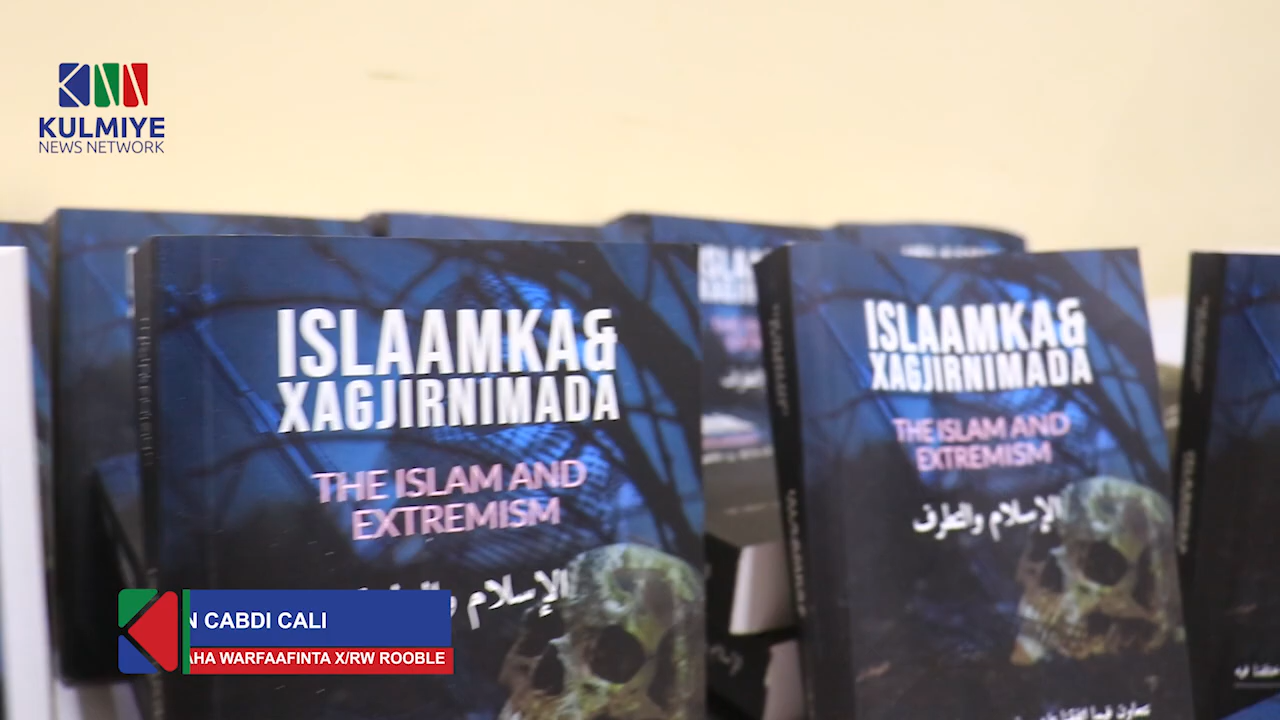 KULMIYE
NEWS NETWORK
ISLAAMKA&
XAGJIRNIMADA
THE ISLAM AND
EXTREMISM
الإسلام
ISLAAMKA&
XAGJIRNIMADA
THE ISLAM AND
EXTREMISM
الإسلام والتطرف
N CABDI CALI
AHA WARFAAFINTA X/RW ROOBLE